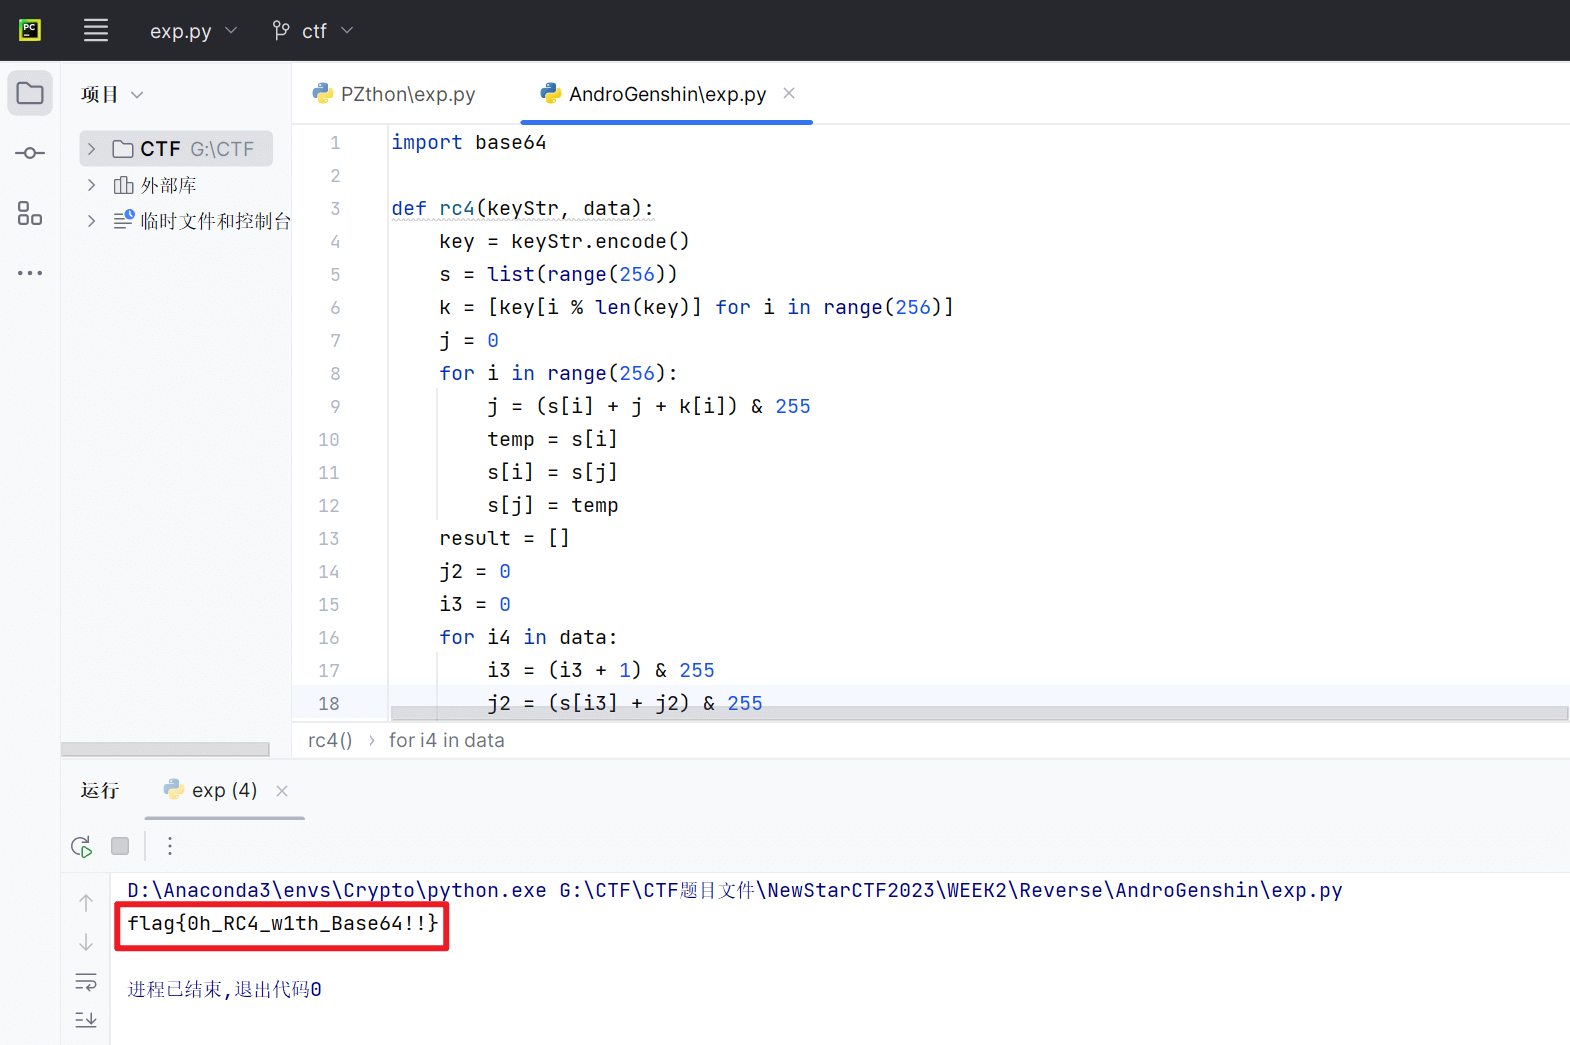 PC
exp.py
ctf
项目
PZthon\exp.py
AndroGenshin\exp.py
CTF G:\CTF
外部库
临时文件和控制台
1 import base64
2
3 def rc4(keyStr, data):
4 key = keyStr.encode()
5 s = list(range(256))
6 k = [key[i % len(key)] for i in range(256)]
7 j = 0
8 for i in range(256):
9 j = (s[i] + j + k[i]) & 255
10 temp = s[i]
11 s[i] = s[j]
12 s[j] = temp
13 result = []
14 j2 = 0
15 i3 = 0
16 for i4 in data:
17 i3 = (i3 + 1) & 255
18 j2 = (s[i3] + j2) & 255
rc4() › for i4 in data
运行
exp (4)
D:\Anaconda3\envs\Crypto\python.exe G:\CTF\CTF题目文件\NewStarCTF2023\WEEK2\Reverse\AndroGenshin\exp.py
flag{0h_RC4_w1th_Base64!!}
进程已结束,退出代码0